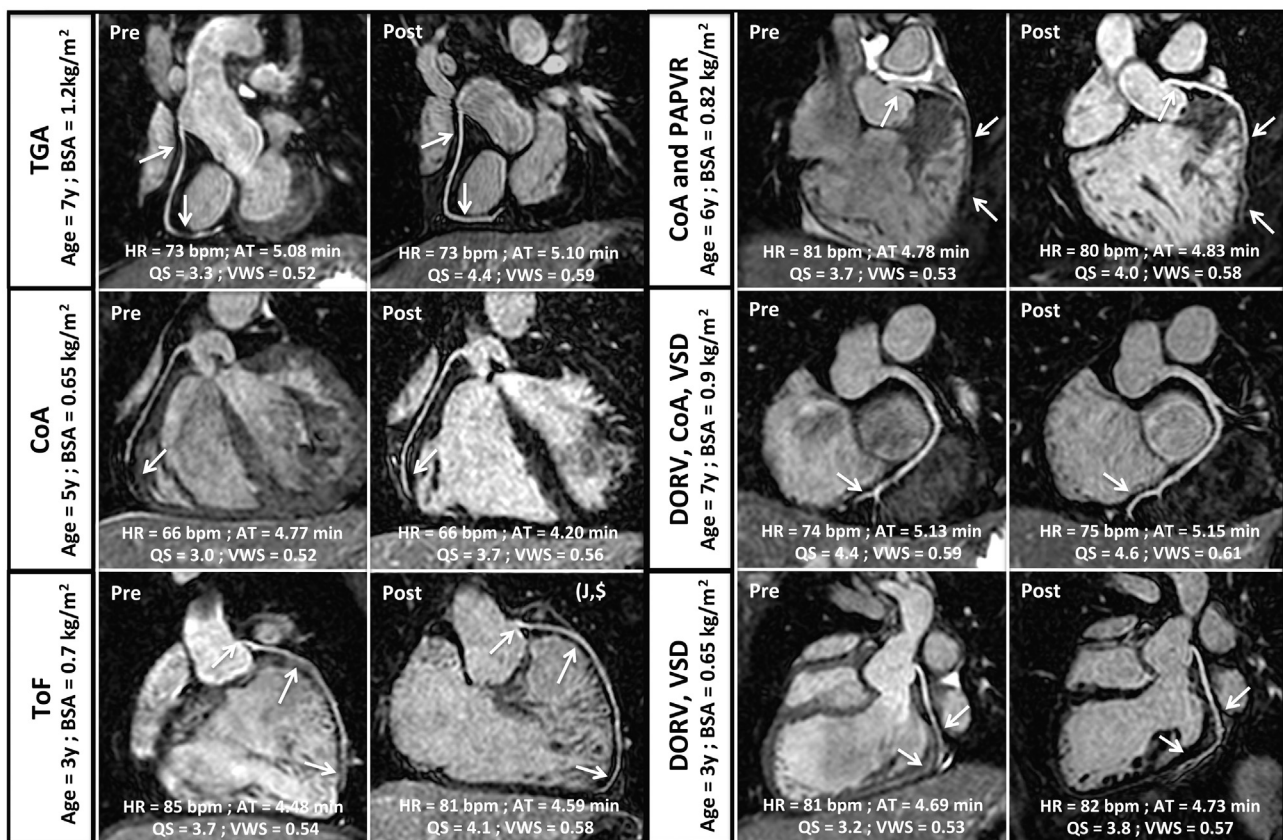 TGA
Age = 7y ; BSA = 1.2kg/m²
Pre
HR = 73 bpm; AT = 5.08 min
QS = 3.3 ; VWS = 0.52
Post
HR = 73 bpm ; AT = 5.10 min
QS = 4.4 ; VWS = 0.59
CoA and PAPVR
Age = 6y ; BSA = 0.82 kg/m²
Pre
HR = 81 bpm ; AT 4.78 min
QS = 3.7 ; VWS = 0.53
Post
HR = 80 bpm ; AT = 4.83 min
QS = 4.0 ; VWS = 0.58
CoA
Age = 5y ; BSA = 0.65 kg/m²
Pre
HR = 66 bpm ; AT = 4.77 min
QS = 3.0 ; VWS = 0.52
Post
HR = 66 bpm ; AT = 4.20 min
QS = 3.7 ; VWS = 0.56
DORV, CoA, VSD
Age = 7y ; BSA = 0.9 kg/m²
Pre
HR = 74 bpm ; AT = 5.13 min
QS = 4.4 ; VWS = 0.59
Post
HR = 75 bpm ; AT = 5.15 min
QS = 4.6 ; VWS = 0.61
ToF
Age = 3y ; BSA = 0.7 kg/m²
Pre
HR = 85 bpm ; AT = 4.48 min
QS = 3.7 ; VWS = 0.54
Post
(J,$
HR = 81 bpm ; AT = 4.59 min
QS = 4.1 ; VWS = 0.58
DORV, VSD
Age = 3y ; BSA = 0.65 kg/m²
Pre
HR = 81 bpm ; AT = 4.69 min
QS = 3.2 ; VWS = 0.53
Post
HR = 82 bpm ; AT = 4.73 min
QS = 3.8 ; VWS = 0.57